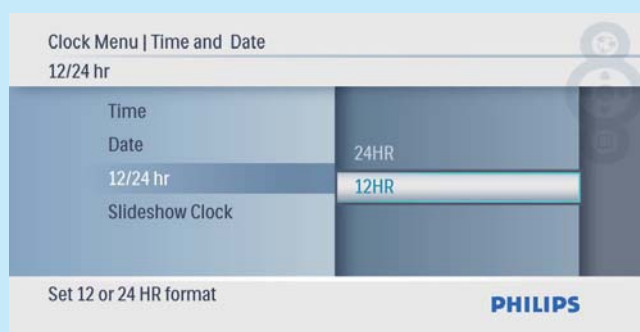 Clock Menu | Time and Date
12/24 hr
Time
Date
12/24 hr
Slideshow Clock
24HR
12HR
Set 12 or 24 HR format
PHILIPS